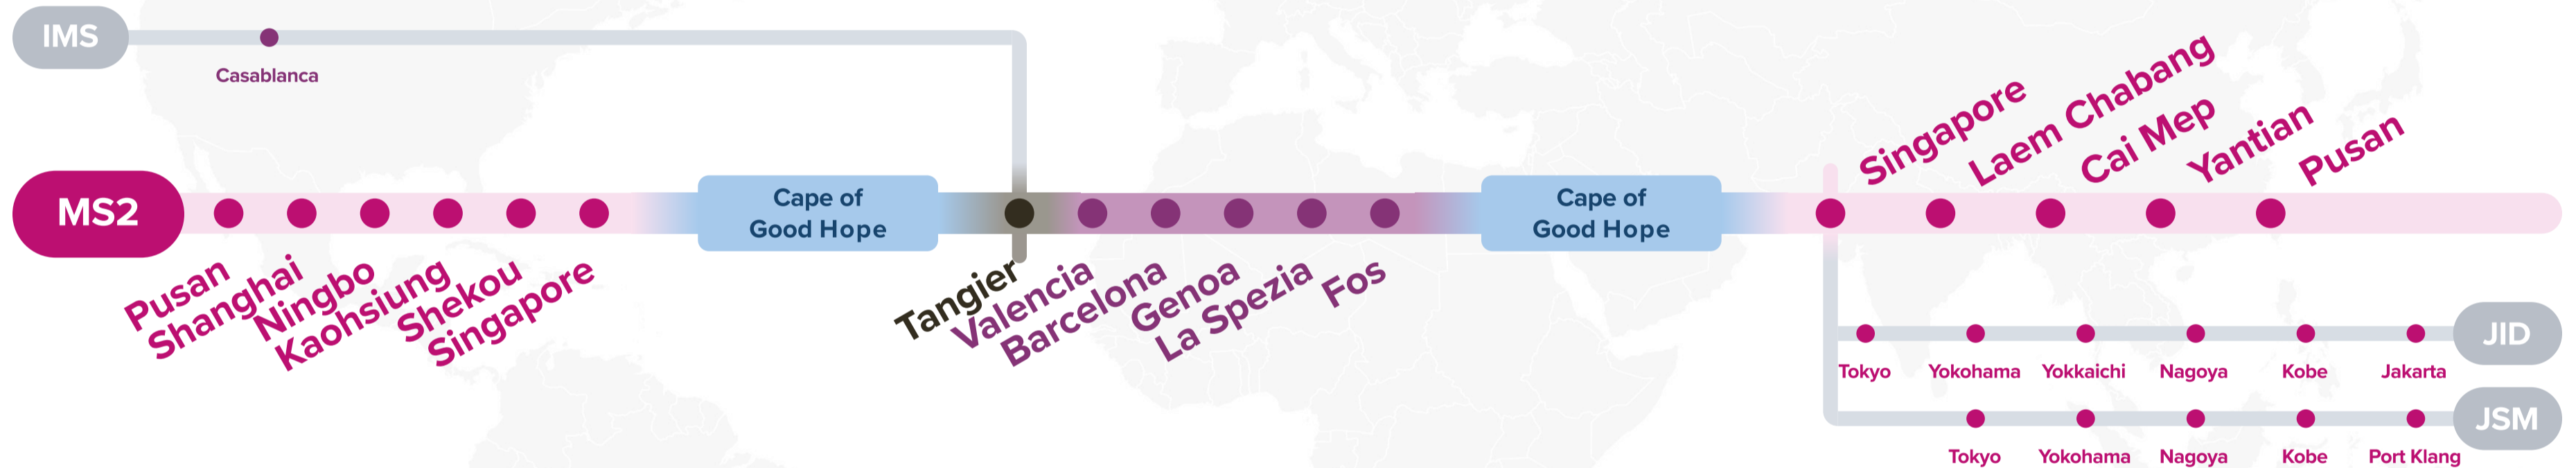 IMS
Casablanca
MS2
Pusan
Shanghai
Ningbo
Kaohsiung
Shekou
Singapore
Cape of
Good Hope
Tangier
Valencia
Barcelona
Genoa
La Spezia
Fos
Cape of
Good Hope
Singapore
Laem Chabang
Cai Mep
Yantian
Pusan
Tokyo
Yokohama
Yokkaichi
Nagoya
Kobe
Jakarta
JID
Tokyo
Yokohama
Nagoya
Kobe
Port Klang
JSM